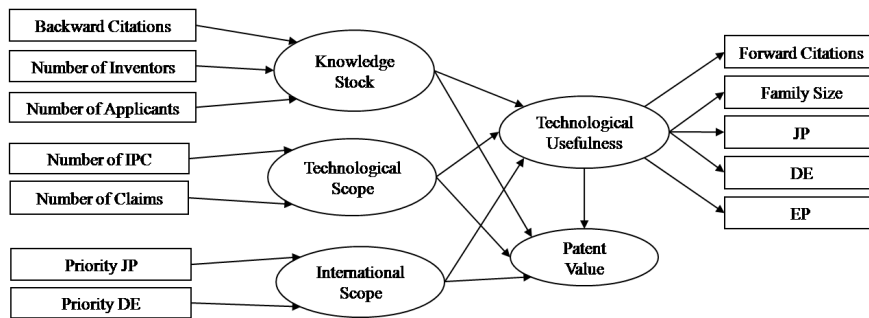 Backward Citations
Number of Inventors
Number of Applicants
Number of IPC
Number of Claims
Priority JP
Priority DE
Knowledge
Stock
Technological
Scope
International
Scope
Technological
Usefulness
Patent
Value
Forward Citations
Family Size
JP
DE
EP